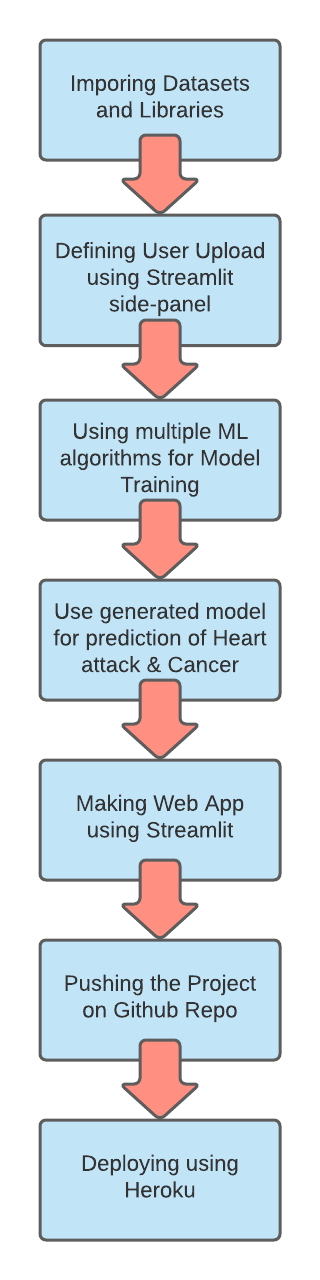 Imporing Datasets
and Libraries
Defining User Upload
using Streamlit
side-panel
Using multiple ML
algorithms for Model
Training
Use generated model
for prediction of Heart
attack & Cancer
Making Web App
using Streamlit
Pushing the Project
on Github Repo
Deploying using
Heroku